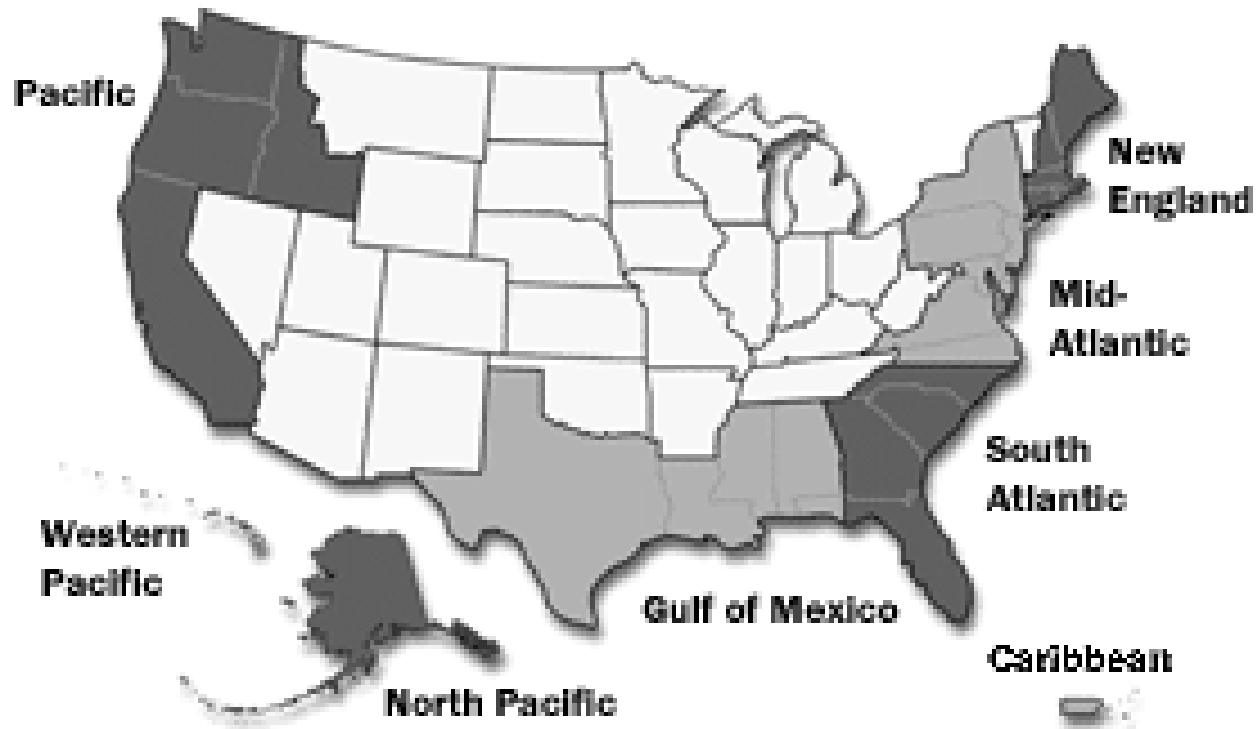 Pacific
New
England
Mid-
Atlantic
South
Atlantic
Western
Pacific
Gulf of Mexico
Caribbean
North Pacific